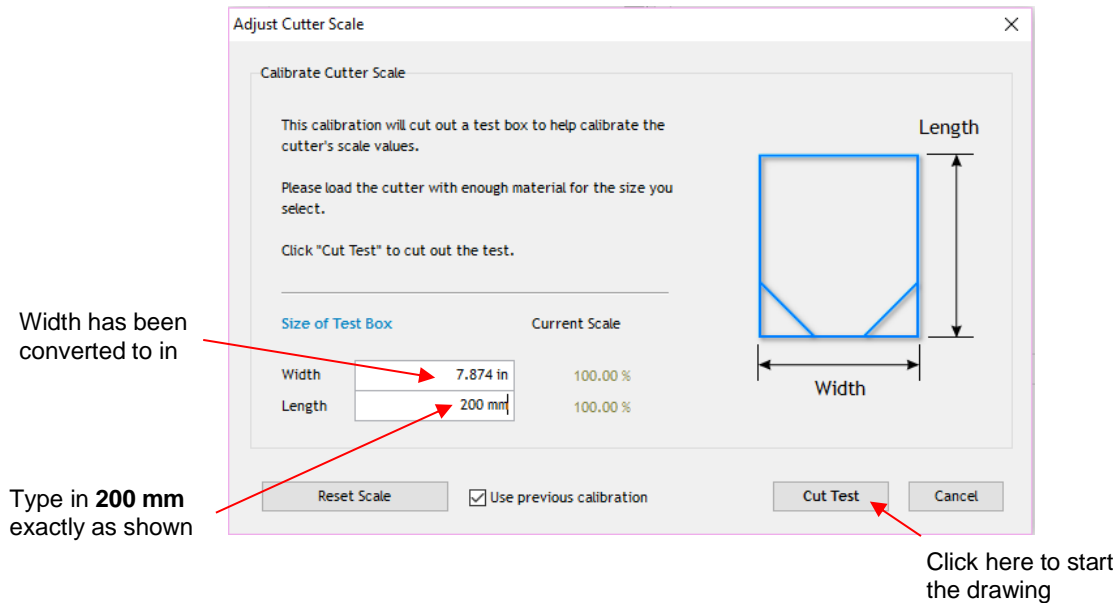 Adjust Cutter Scale
Calibrate Cutter Scale
This calibration will cut out a test box to help calibrate the
cutter's scale values.
Please load the cutter with enough material for the size you
select.
Click "Cut Test" to cut out the test.
Length
Width
Size of Test Box
Current Scale
Width 7.874 in 100.00 %
Length 200 mm 100.00 %
Reset Scale
Use previous calibration
Cut Test
Cancel
Width has been
converted to in
Type in 200 mm
exactly as shown
Click here to start
the drawing